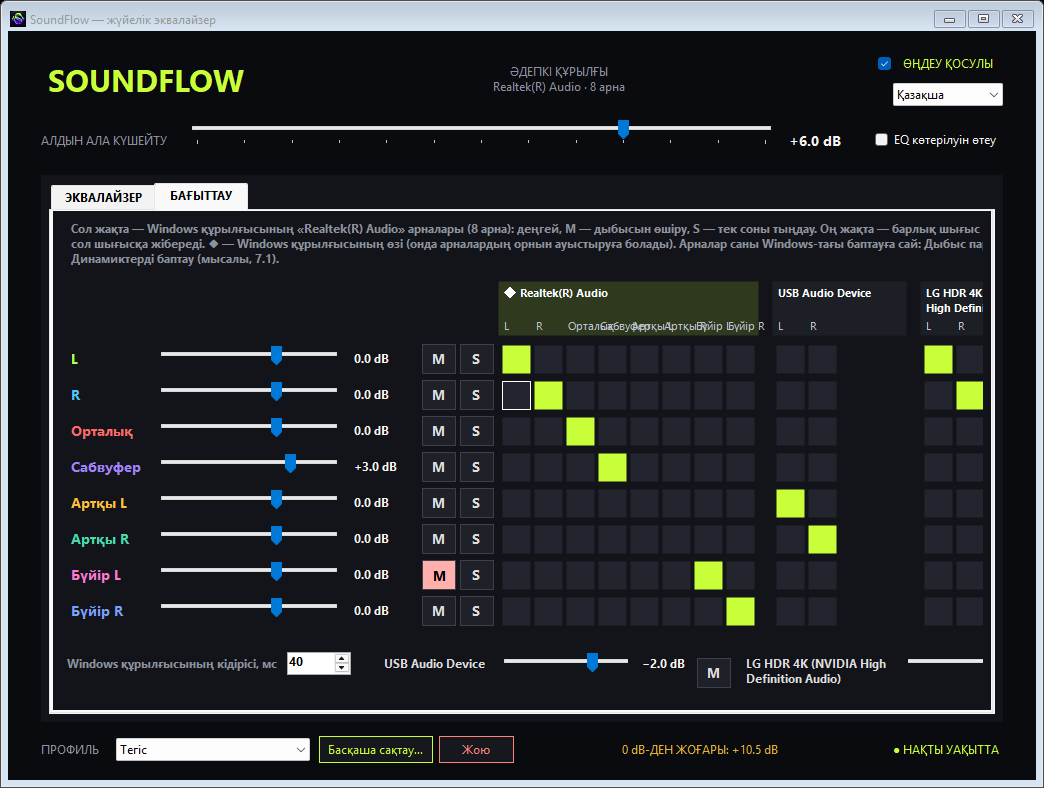 SoundFlow — жүйелік эквалайзер
SOUNDFLOW
ӘДЕПКІ ҚҰРЫЛҒЫ
Realtek(R) Audio · 8 арна
ӨҢДЕУ ҚОСУЛЫ
Қазақша
АЛДЫН АЛА КҮШЕЙТУ
+6.0 dB
EQ көтерілуін өтеу
ЭКВАЛАЙЗЕР
БАҒЫТТАУ
Сол жақта — Windows құрылғысының «Realtek(R) Audio» арналары (8 арна): деңгей, M — дыбысын өшіру, S — тек соны тыңдау. Оң жақта — барлық шығыс
сол шығысқа жібереді. ◆ — Windows құрылғысының өзі (онда арналардың орнын ауыстыруға болады). Арналар саны Windows-тағы баптауға сай: Дыбыс
Динамиктерді баптау (мысалы, 7.1).
◆ Realtek(R) Audio
USB Audio Device
LG HDR 4K
High
L R Орталық Сабвуфер Артқы L Артқы R Бүйір L Бүйір R
L R
L R
L 0.0 dB M S
R 0.0 dB M S
Орталық 0.0 dB M S
Сабвуфер +3.0 dB M S
Артқы L 0.0 dB M S
Артқы R 0.0 dB M S
Бүйір L 0.0 dB M S
Бүйір R 0.0 dB M S
Windows құрылғысының кідірісі, мс 40
USB Audio Device −2.0 dB M
LG HDR 4K (NVIDIA High
Definition Audio)
ПРОФИЛЬ
Тегіс
Басқаша сақтау...
Жою
0 dB-ДЕН ЖОҒАРЫ: +10.5 dB
● НАҚТЫ УАҚЫТТА